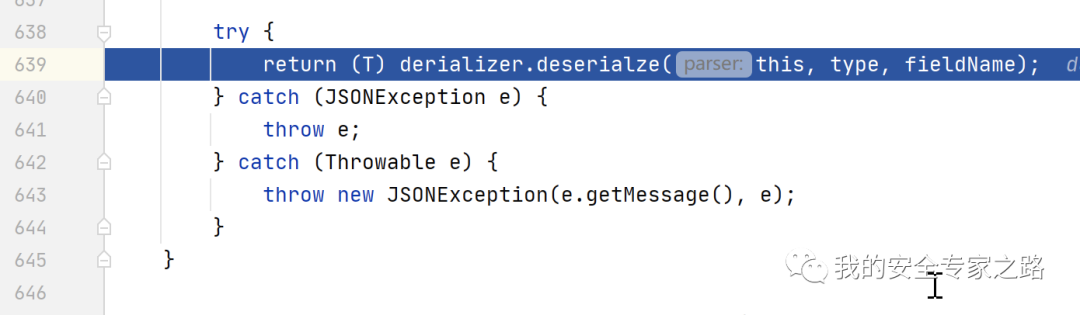 637
638 try {
639 return (T) derializer.deserialze( parser: this, type, fieldName); d
640 } catch (JSONException e) {
641 throw e;
642 } catch (Throwable e) {
643 throw new JSONException(e.getMessage(), e);
644 }
645 }
646
我的安全专家之路